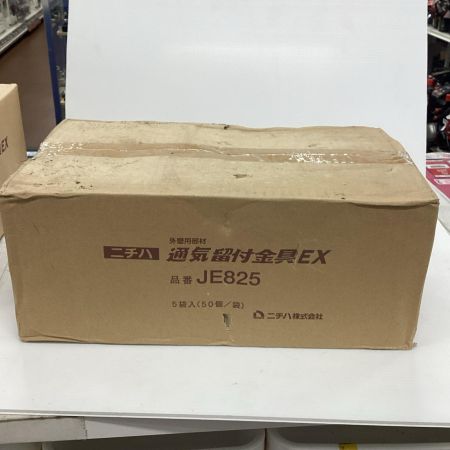 外壁用部材
ニチハ 通気留付金具EX
品番 JE825
5袋入(50個/袋)
ニチハ株式会社
EX